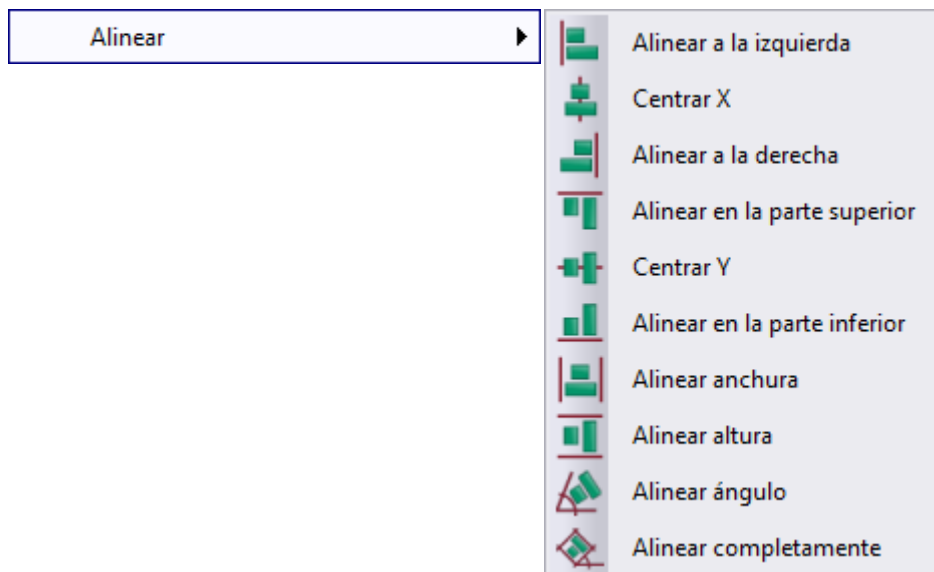 Alinear
Alinear a la izquierda
Centrar X
Alinear a la derecha
Alinear en la parte superior
Centrar Y
Alinear en la parte inferior
Alinear anchura
Alinear altura
Alinear ángulo
Alinear completamente